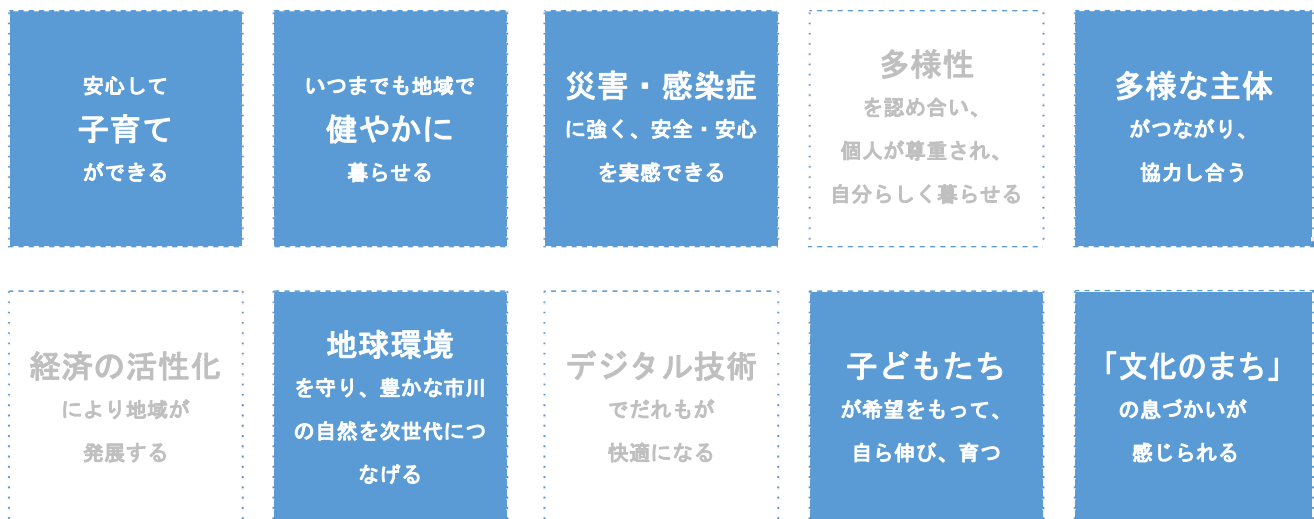 安心して
子育て
ができる
いつまでも地域で
健やかに
暮らせる
災害・感染症
に強く、安全・安心
を実感できる
多様性
を認め合い、
個人が尊重され、
自分らしく暮らせる
多様な主体
がつながり、
協力し合う
経済の活性化
により地域が
発展する
地球環境
を守り、豊かな市川
の自然を次世代につ
なげる
デジタル技術
でだれもが
快適になる
子どもたち
が希望をもって、
自ら伸び、育つ
「文化のまち」
の息づかいが
感じられる